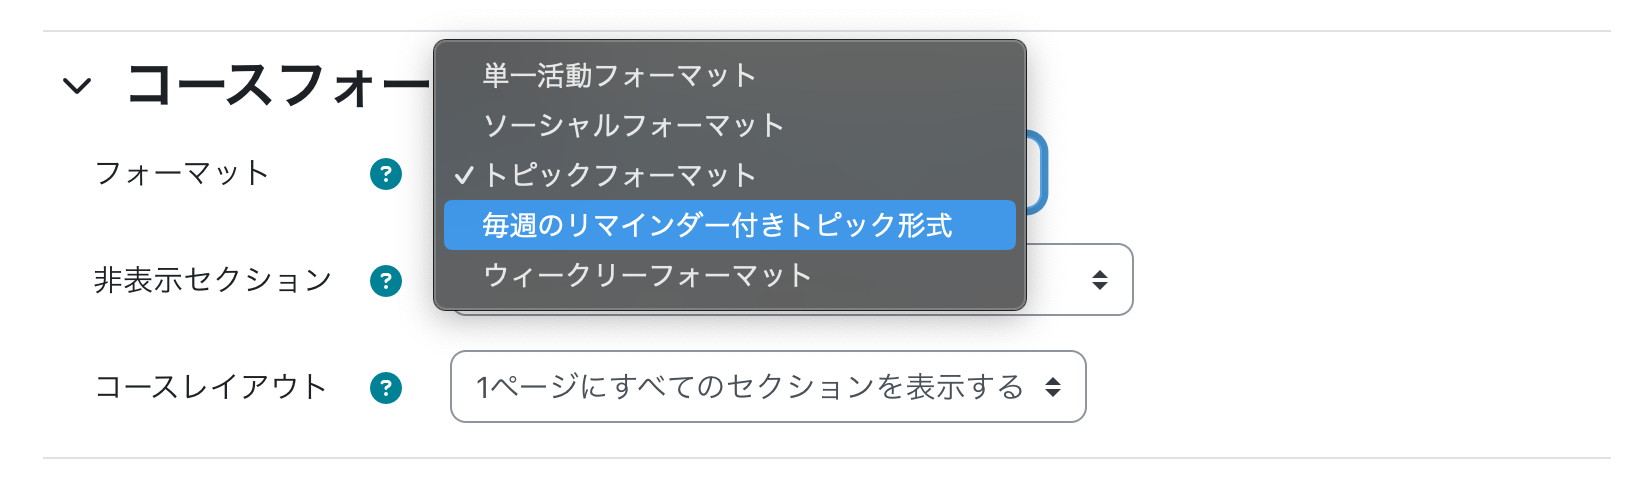 コースフォー
単一活動フォーマット
ソーシャルフォーマット
フォーマット
?
✓ トピックフォーマット
毎週のリマインダー付きトピック形式
ウィークリーフォーマット
非表示セクション
?
コースレイアウト
?
1ページにすべてのセクションを表示する